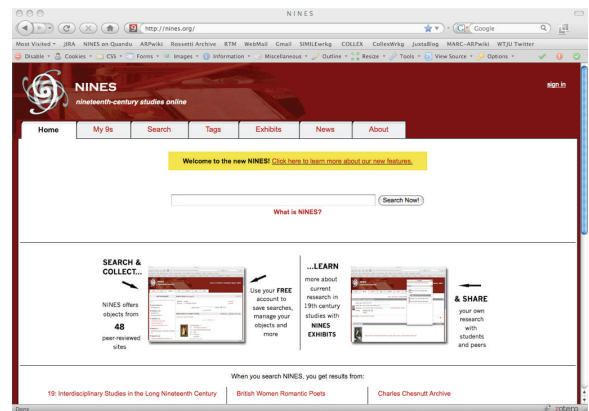 NINES
http://nines.org/
Google
Most Visited JIRA NINES on Quandu ARPwiki Rossetti Archive BTM WebMail Gmail SIMILEwrkg COLLEX CollexWrkg JuxtaBlog MARC-ARPwiki WTJU Twitter
Disable Cookies CSS Forms Images Information Miscellaneous Outline Resize Tools View Source Options
NINES
nineteenth-century studies online
sign in
Home My 9s Search Tags Exhibits News About
Welcome to the new NINES! Click here to learn more about our new features.
Search Now!
What is NINES?
SEARCH &
COLLECT...
NINES offers
objects from
48
peer-reviewed
sites
Use your FREE
account to
save searches,
manage your
objects and
more
...LEARN
more about
current
research in
19th century
studies with
NINES
EXHIBITS
& SHARE
your own
research
with
students
and peers
When you search NINES, you get results from:
19: Interdisciplinary Studies in the Long Nineteenth Century British Women Romantic Poets Charles Chesnutt Archive
Done
zotero